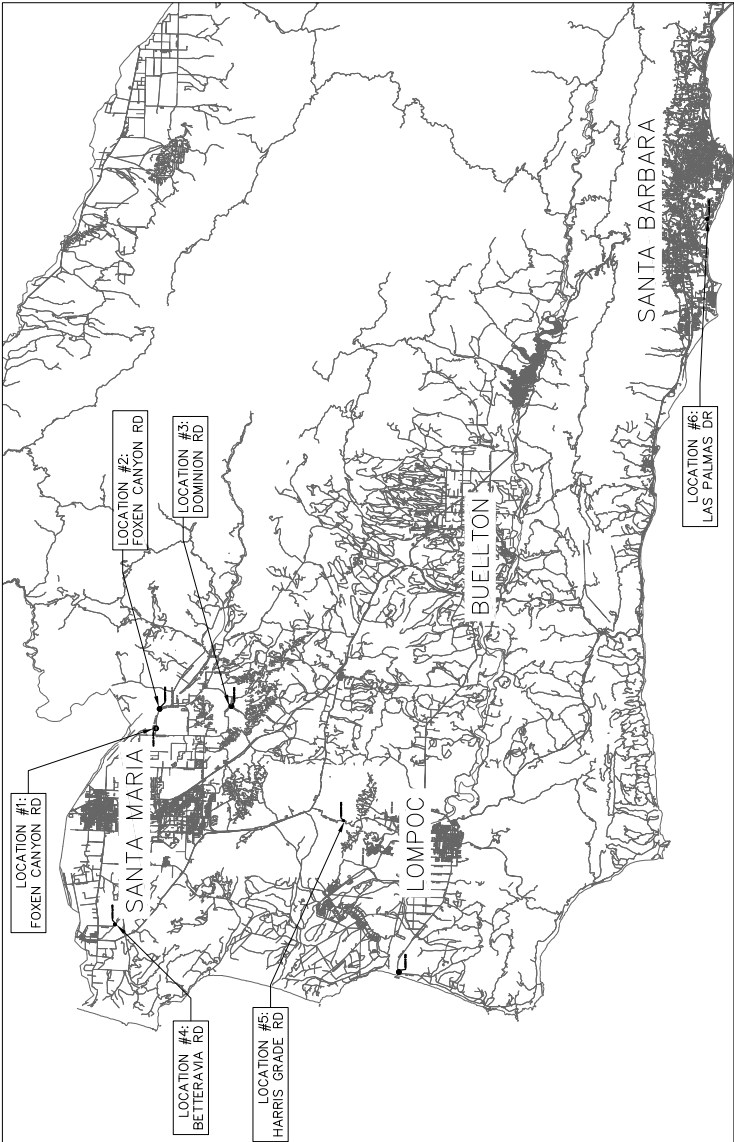 LOCATION #1:
FOXEN CANYON RD
LOCATION #2:
FOXEN CANYON RD
LOCATION #3:
DOMINION RD
LOCATION #4:
BETTERAVIA RD
LOCATION #5:
HARRIS GRADE RD
LOCATION #6:
LAS PALMAS DR
SANTA MARIA
LOMPOC
BUELLTON
SANTA BARBARA